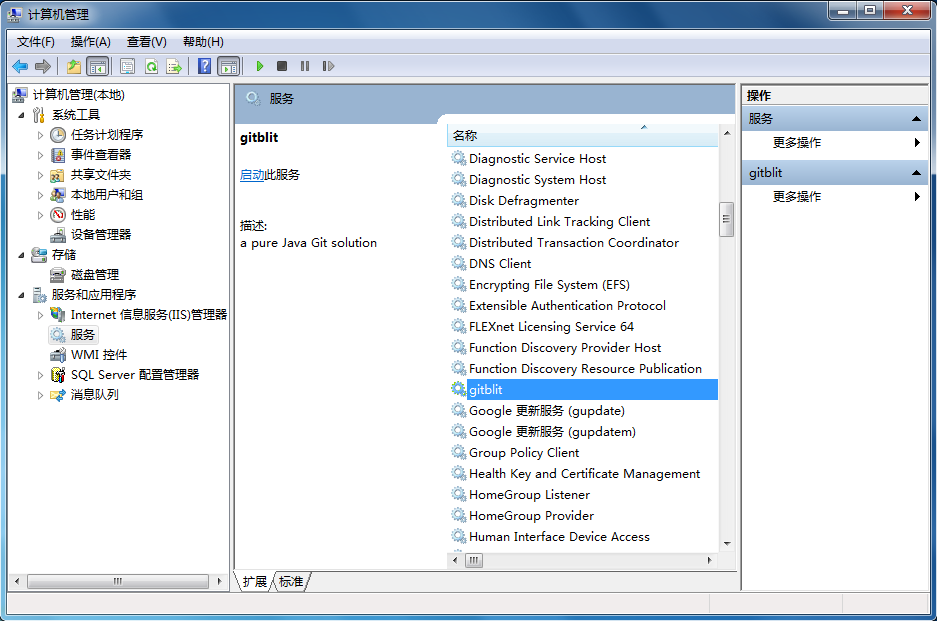 计算机管理
文件(F) 操作(A) 查看(V) 帮助(H)
计算机管理(本地)
系统工具
任务计划程序
事件查看器
共享文件夹
本地用户和组
性能
设备管理器
存储
磁盘管理
服务和应用程序
Internet 信息服务(IIS)管理器
服务
WMI 控件
SQL Server 配置管理器
消息队列
服务
gitblit
启动此服务
描述:
a pure Java Git solution
名称
Diagnostic Service Host
Diagnostic System Host
Disk Defragmenter
Distributed Link Tracking Client
Distributed Transaction Coordinator
DNS Client
Encrypting File System (EFS)
Extensible Authentication Protocol
FLEXnet Licensing Service 64
Function Discovery Provider Host
Function Discovery Resource Publication
gitblit
Google 更新服务 (gupdate)
Google 更新服务 (gupdatem)
Group Policy Client
Health Key and Certificate Management
HomeGroup Listener
HomeGroup Provider
Human Interface Device Access
扩展 标准
操作
服务
更多操作
gitblit
更多操作